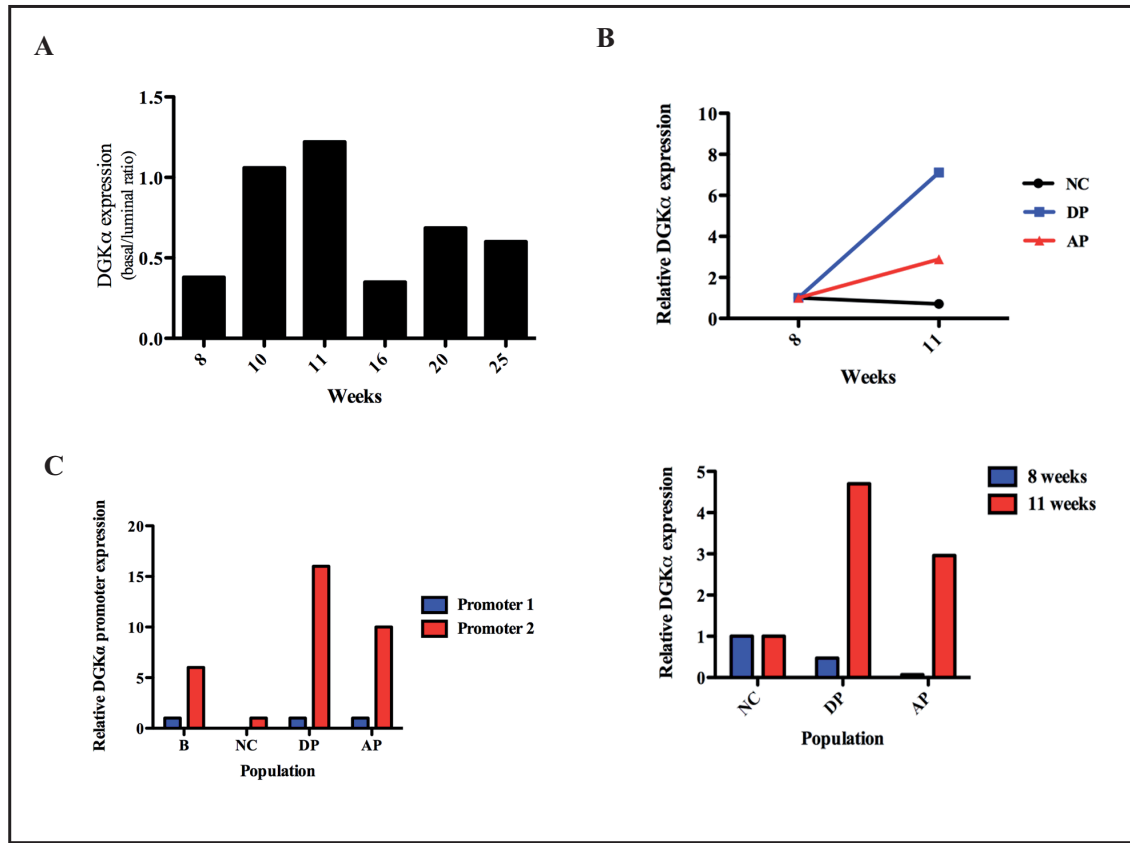 A
DGKα expression
(basal/luminal ratio)
1.5
1.0
0.5
0.0
8 10 11 16 20 25
Weeks
B
Relative DGKα expression
10
8
6
4
2
0
8 11
Weeks
NC
DP
AP
C
Relative DGKα promoter expression
20
15
10
5
0
B NC DP AP
Population
Promoter 1
Promoter 2
Relative DGKα expression
5
4
3
2
1
0
NC DP AP
Population
8 weeks
11 weeks